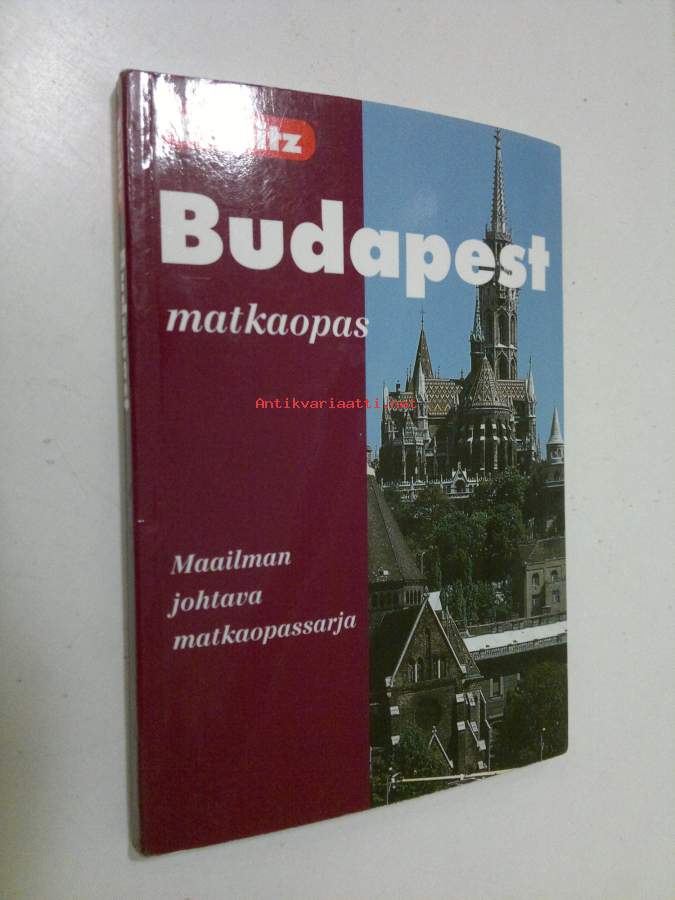 Budapest
matkaopas
Antikvariaatti.net
Maailman
johtava
matkaopassarja